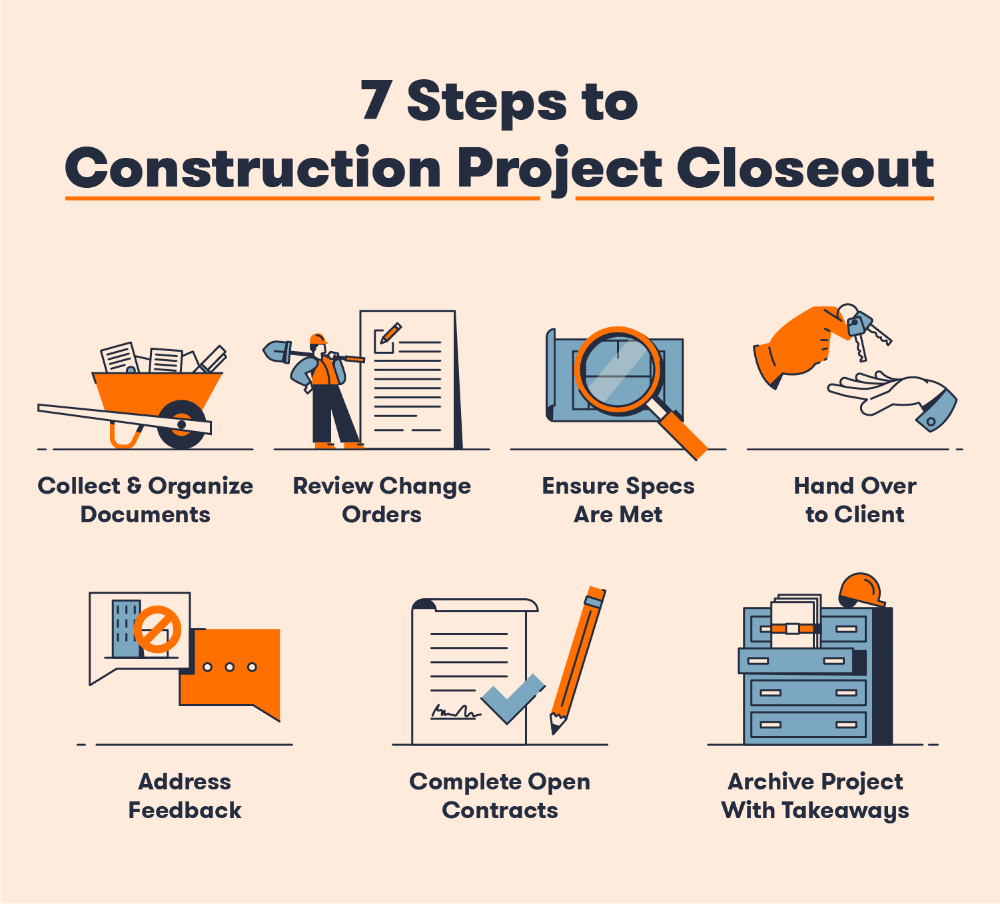 7 Steps to
Construction Project Closeout
Collect & Organize
Documents
Review Change
Orders
Ensure Specs
Are Met
Hand Over
to Client
Address
Feedback
Complete Open
Contracts
Archive Project
With Takeaways